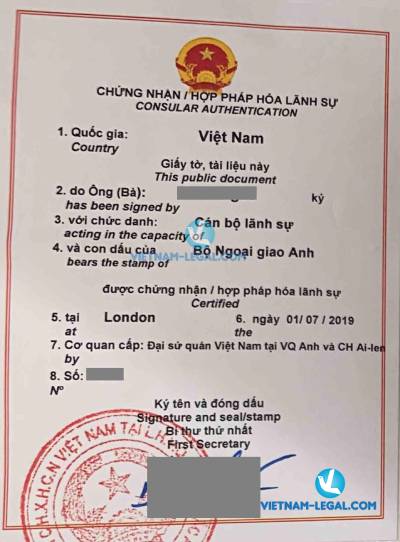 CHỨNG NHẬN / HỢP PHÁP HÓA LÃNH SỰ
CONSULAR AUTHENTICATION
1. Quốc gia: Việt Nam
Country
Giấy tờ, tài liệu này
This public document
2. do Ông (Bà): ký
has been signed by
3. với chức danh: Cán bộ lãnh sự
acting in the capacity of
4. và con dấu của Bộ Ngoại giao Anh
bears the stamp of
VIETNAM-LEGAL.COM
được chứng nhận / hợp pháp hóa lãnh sự
Certified
5. tại London 6. ngày 01/ 07 / 2019
at the
7. Cơ quan cấp: Đại sứ quán Việt Nam tại VQ Anh và CH Ai-len
by
8. Số:
Nº
Ký tên và đóng dấu
Signature and seal/stamp
Bí thư thứ nhất
First Secretary
C.H.X.H.C.N VIỆT NAM TẠI L.H.
VIETNAM-LEGAL.COM